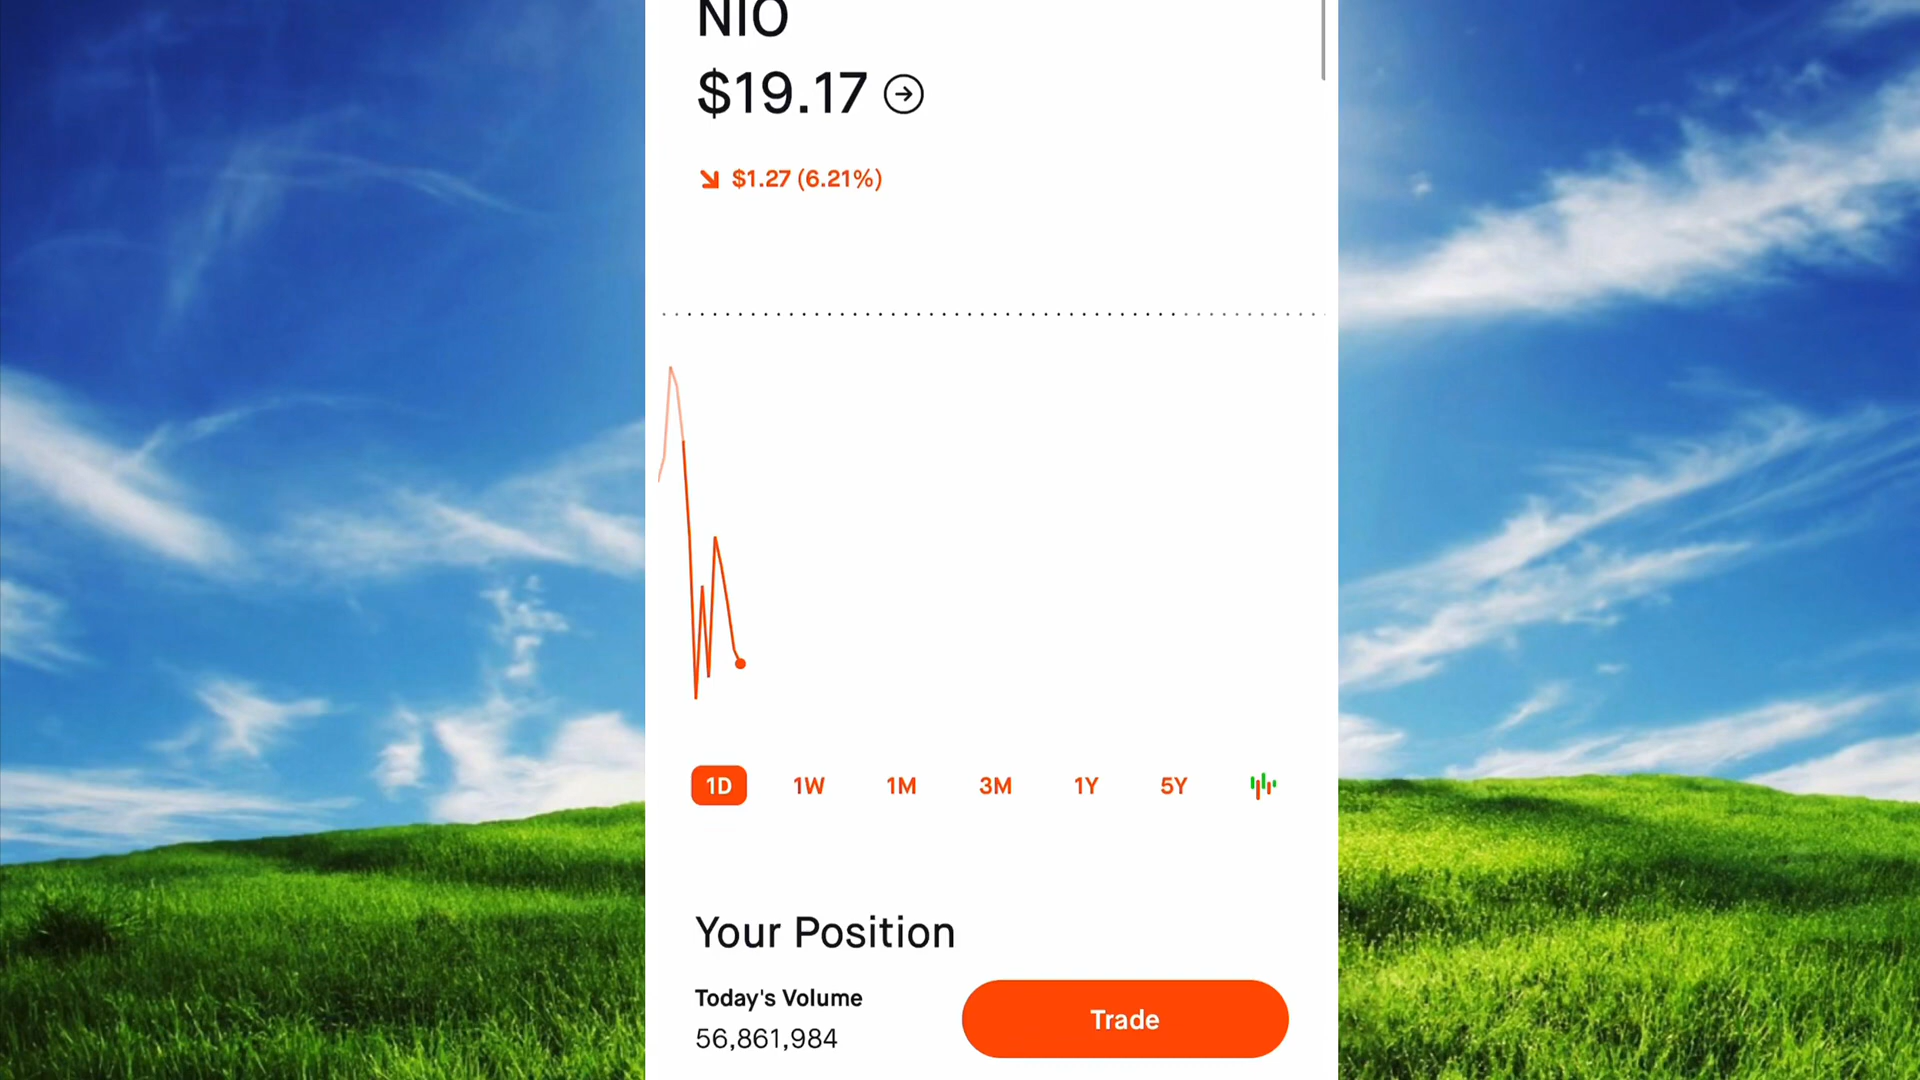 NIO
$19.17
$1.27 (6.21%)
1D 1W 1M 3M 1Y 5Y
Your Position
Today's Volume
56,861,984
Trade